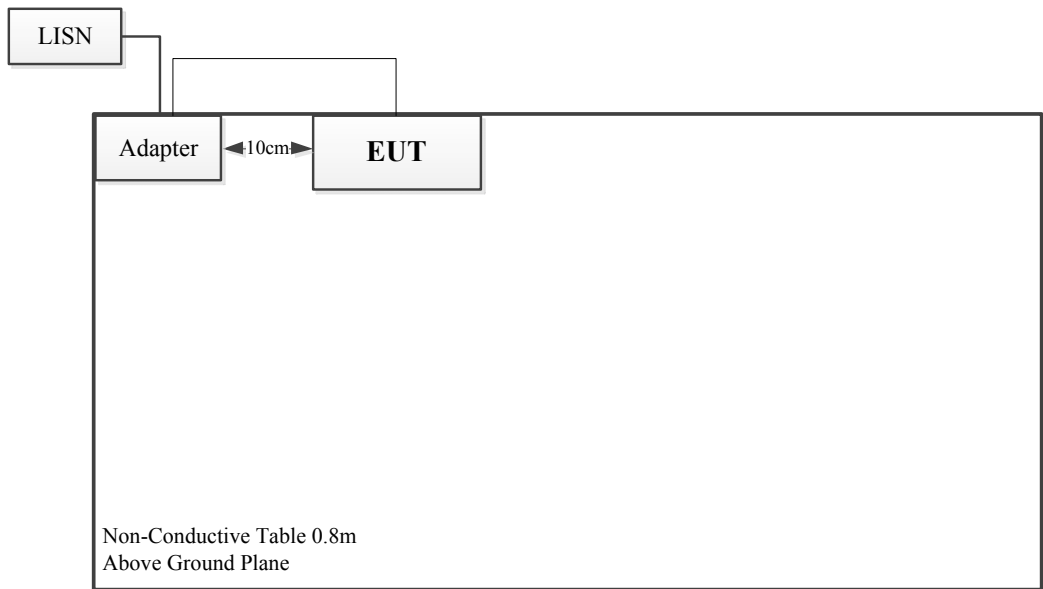 LISN
Adapter
10cm
EUT
Non-Conductive Table 0.8m
Above Ground Plane